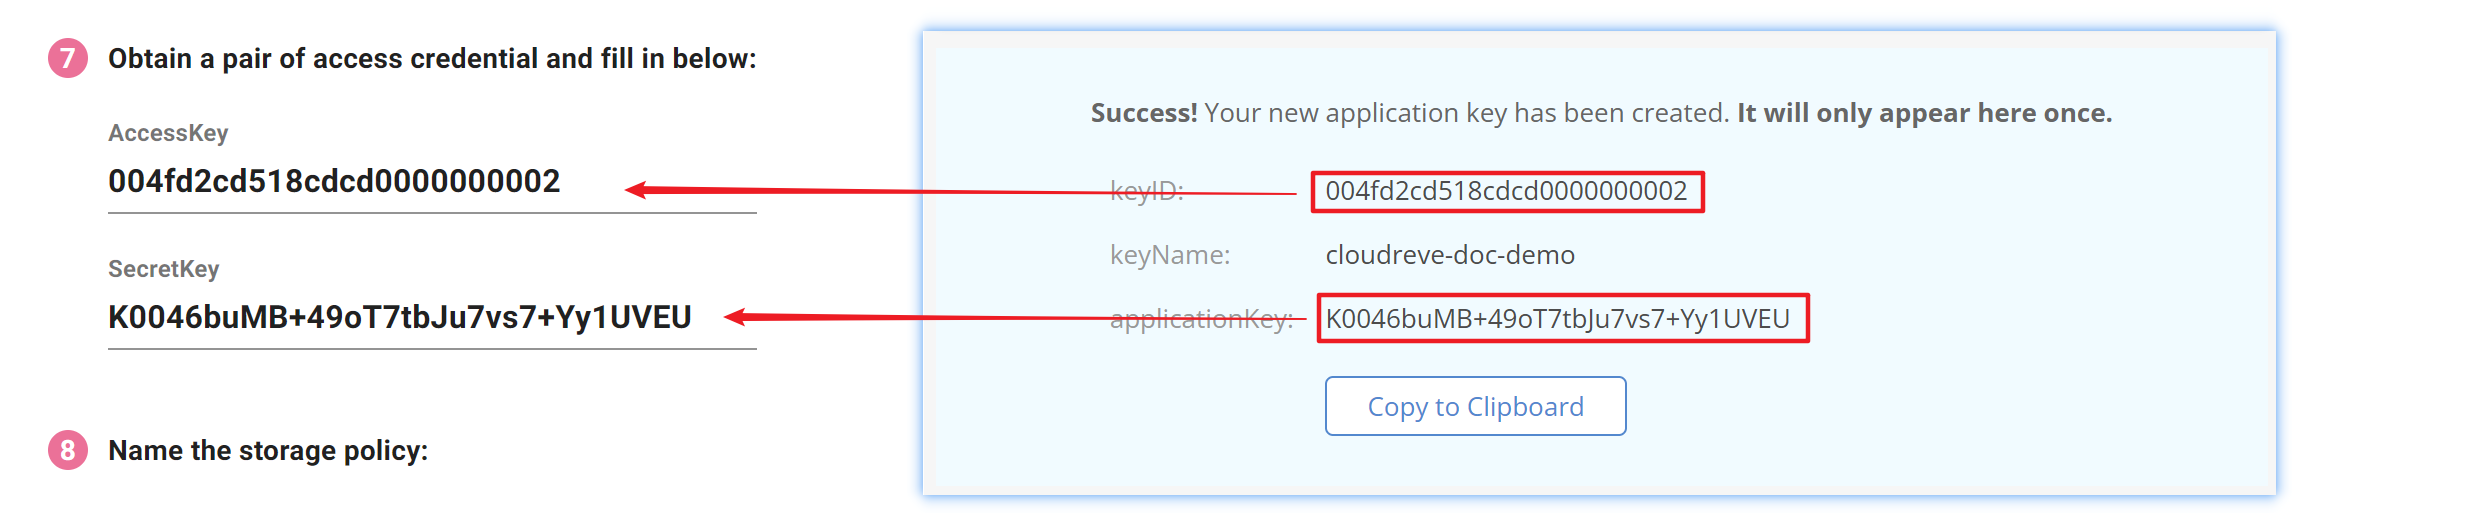 7 Obtain a pair of access credential and fill in below:
AccessKey
004fd2cd518cdcd0000000002
SecretKey
K0046buMB+49oT7tbJu7vs7+Yy1UVEU
8 Name the storage policy:
Success! Your new application key has been created. It will only appear here once.
keyID: 004fd2cd518cdcd0000000002
keyName: cloudreve-doc-demo
applicationKey: K0046buMB+49oT7tbJu7vs7+Yy1UVEU
Copy to Clipboard